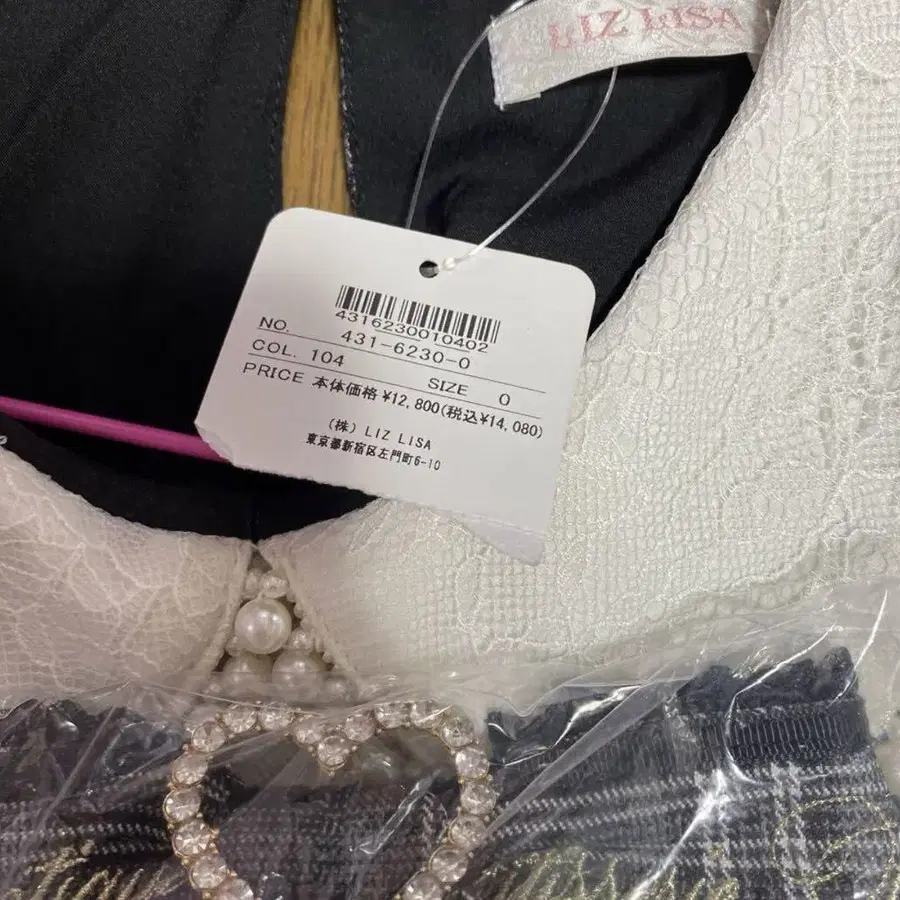 LIZ LISA
4316230010402
NO. 431-6230-0
COL. 104 SIZE 0
PRICE 本体価格 ¥12,800(税込¥14,080)
(株) LIZ LISA
東京都新宿区左門町6-10